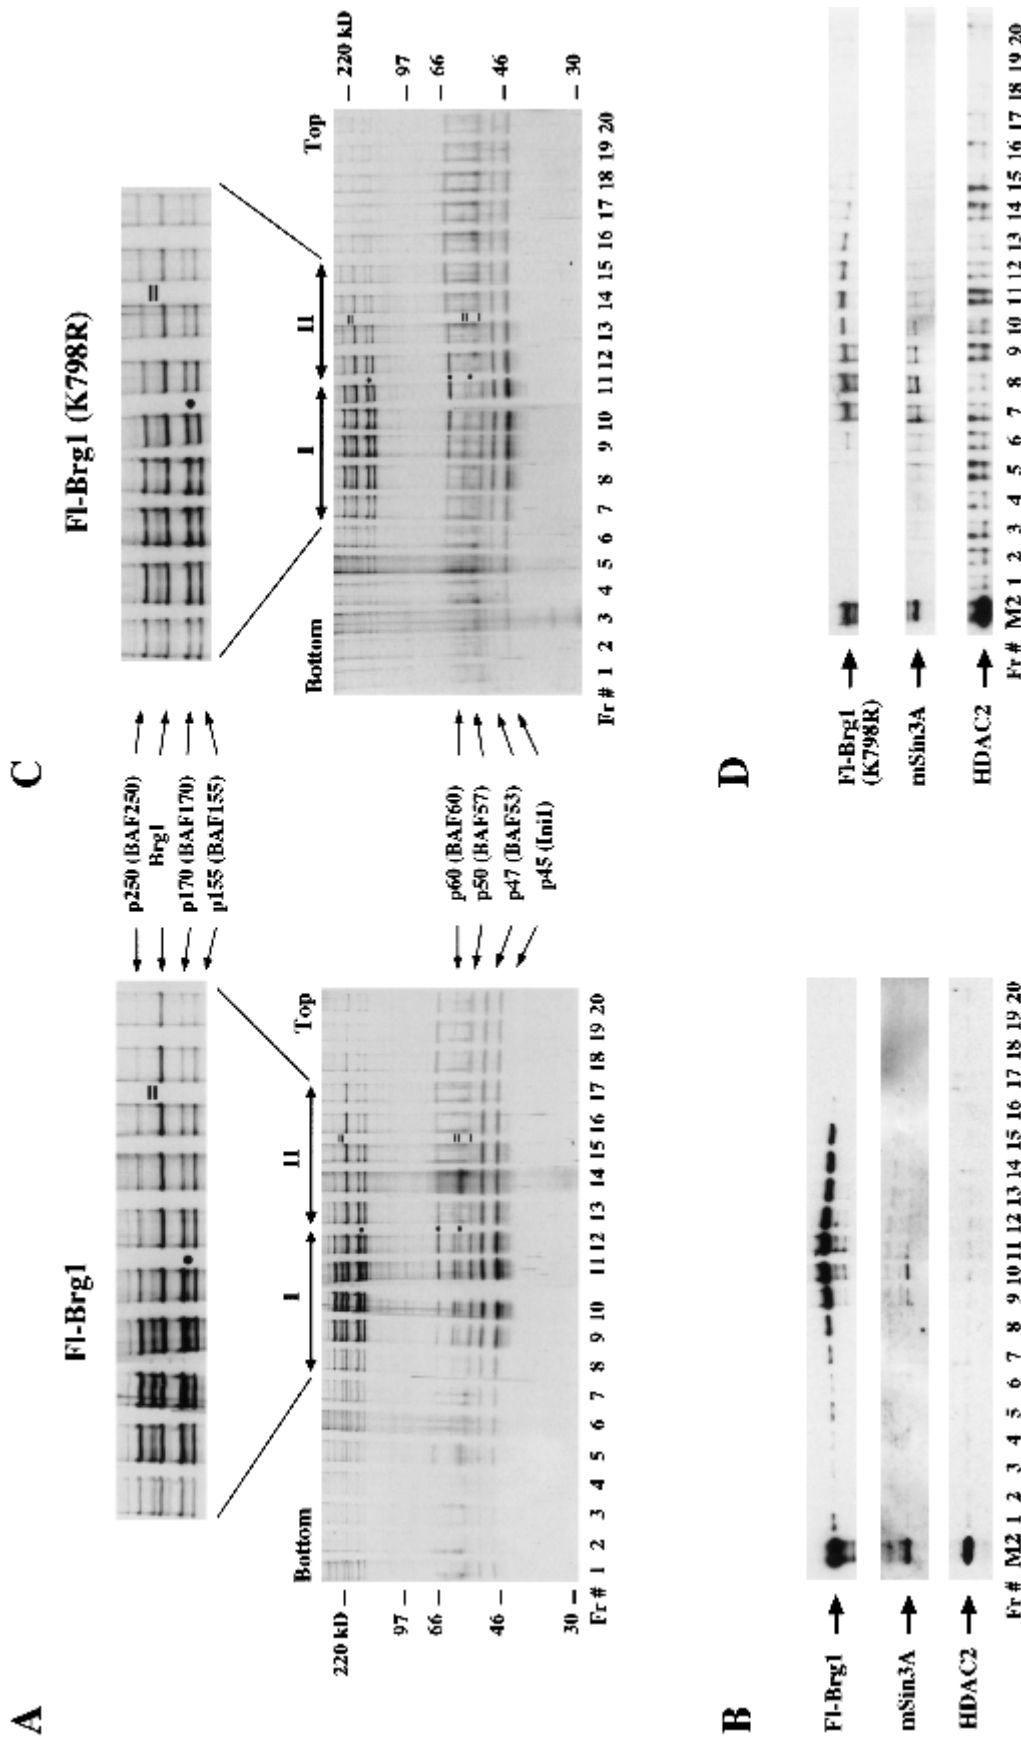 A
Fl-Brg1
p250 (BAF250)
Brg1
p170 (BAF170)
p155 (BAF155)
I
II
Bottom
Top
220 kD
97
66
46
30
p60 (BAF60)
p50 (BAF57)
p47 (BAF53)
p45 (Ini1)
Fr # 1 2 3 4 5 6 7 8 9 10 11 12 13 14 15 16 17 18 19 20
C
Fl-Brg1 (K798R)
I
II
Bottom
Top
220 kD
97
66
46
30
Fr # 1 2 3 4 5 6 7 8 9 10 11 12 13 14 15 16 17 18 19 20
B
Fl-Brg1
mSin3A
HDAC2
Fr # M2 1 2 3 4 5 6 7 8 9 10 11 12 13 14 15 16 17 18 19 20
D
Fl-Brg1
(K798R)
mSin3A
HDAC2
Fr # M2 1 2 3 4 5 6 7 8 9 10 11 12 13 14 15 16 17 18 19 20